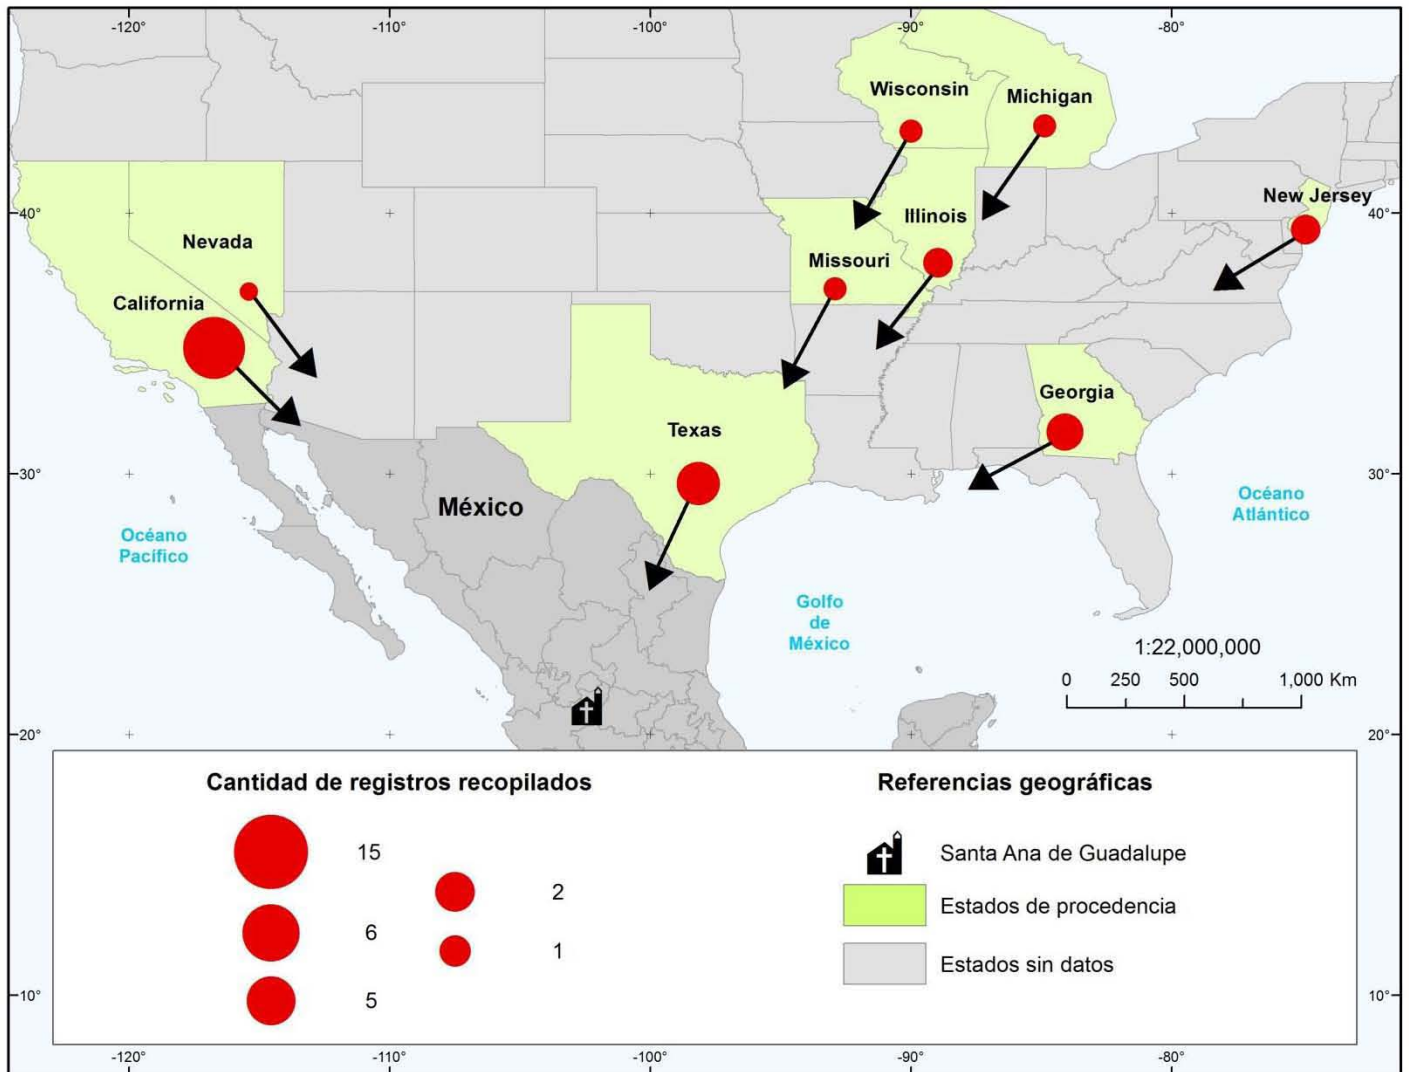 -120°
-110°
-100°
-90°
-80°
Wisconsin
Michigan
New Jersey
40°
40°
Illinois
Nevada
Missouri
California
Georgia
Texas
30°
30°
México
Océano
Pacífico
Océano
Atlántico
Golfo
de
México
1:22,000,000
0 250 500 1,000 Km
20°
20°
Cantidad de registros recopilados
15
6
5
2
1
Referencias geográficas
Santa Ana de Guadalupe
Estados de procedencia
Estados sin datos
10°
10°
-120°
-110°
-100°
-90°
-80°